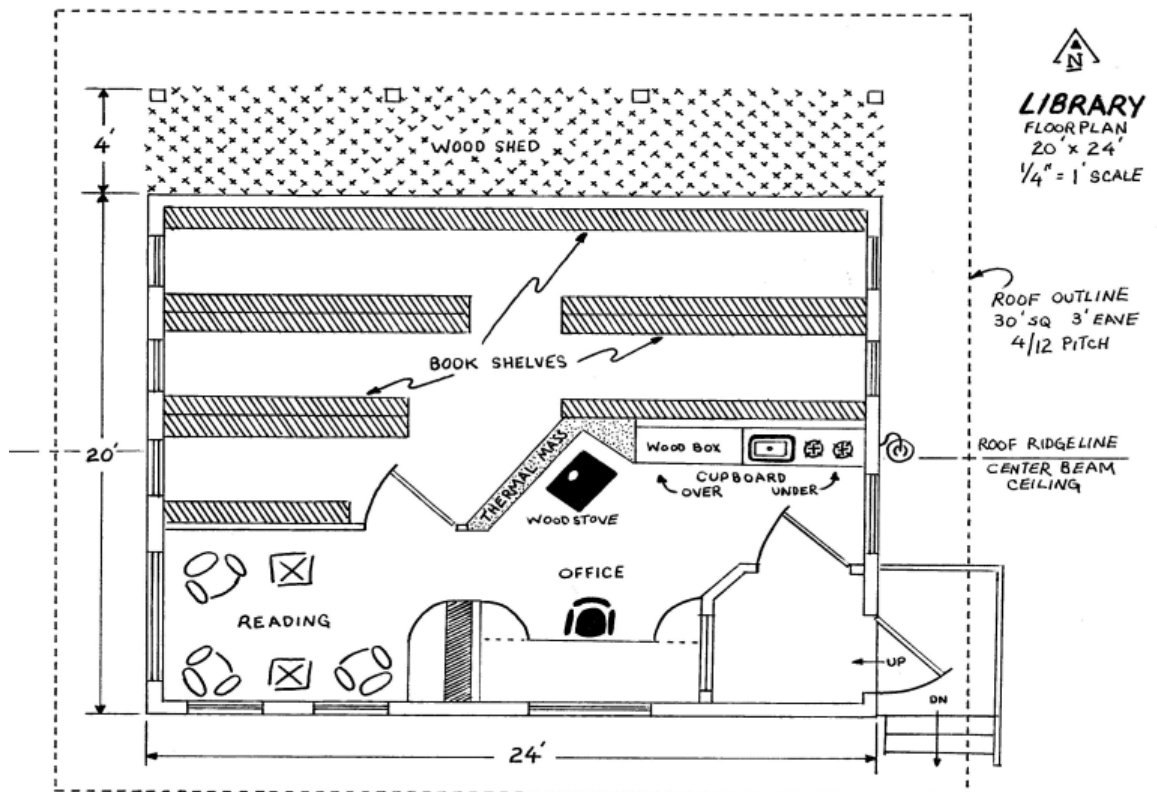 N
LIBRARY
FLOORPLAN
20' x 24'
1/4" = 1' SCALE
4'
WOOD SHED
ROOF OUTLINE
30' SQ 3' EAVE
4/12 PITCH
BOOK SHELVES
20'
THERMAL MASS
WOOD BOX
CUPBOARD
OVER UNDER
ROOF RIDGELINE
CENTER BEAM
CEILING
WOODSTOVE
OFFICE
READING
UP
DN
24'